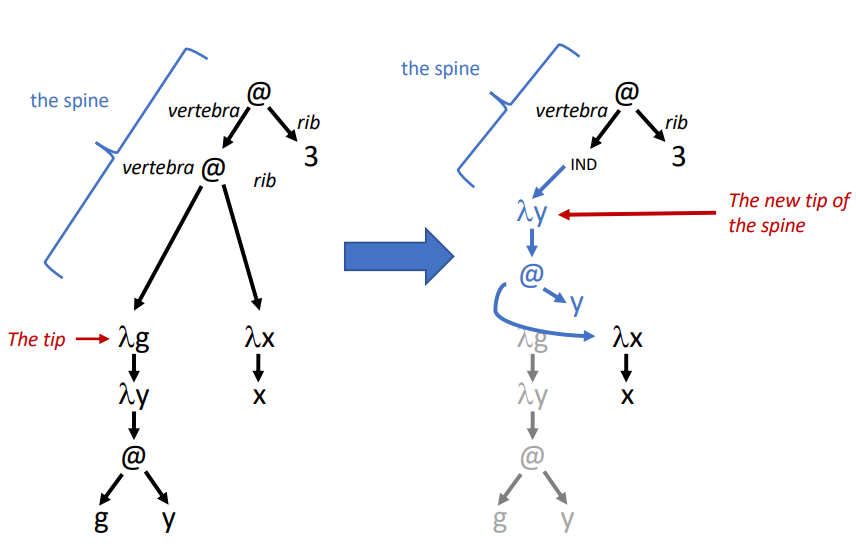 the spine
@
vertebra
rib
3
vertebra @
rib
The tip
λg
λx
λy
x
@
g
y
the spine
@
vertebra
rib
IND
3
λy
The new tip of
the spine
@
y
λg
λx
λy
x
@
g
y